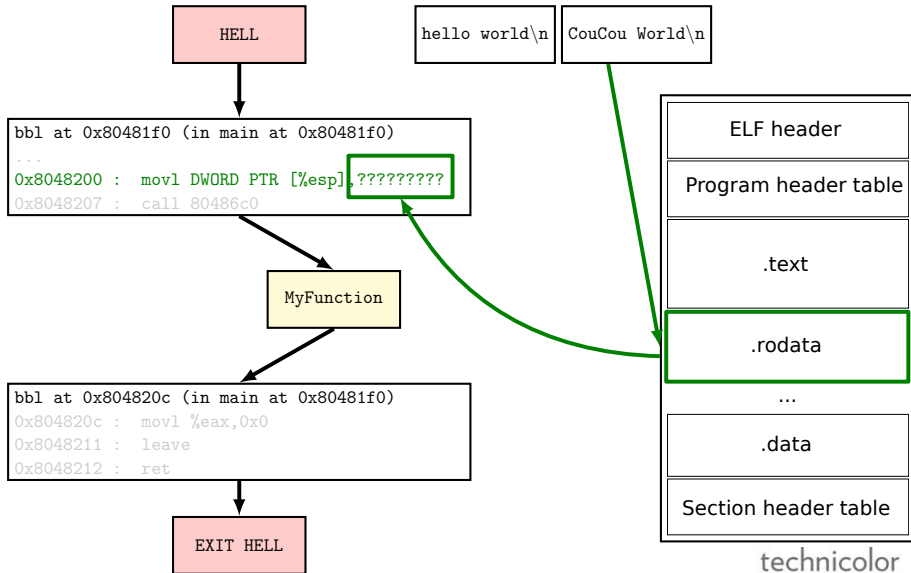 HELL
hello world\n
CouCou World\n
bbl at 0x80481f0 (in main at 0x80481f0)
...
0x8048200 : movl DWORD PTR [%esp],?????????
0x8048207 : call 80486c0
MyFunction
bbl at 0x804820c (in main at 0x80481f0)
0x804820c : movl %eax,0x0
0x8048211 : leave
0x8048212 : ret
EXIT HELL
ELF header
Program header table
.text
.rodata
...
.data
Section header table
technicolor